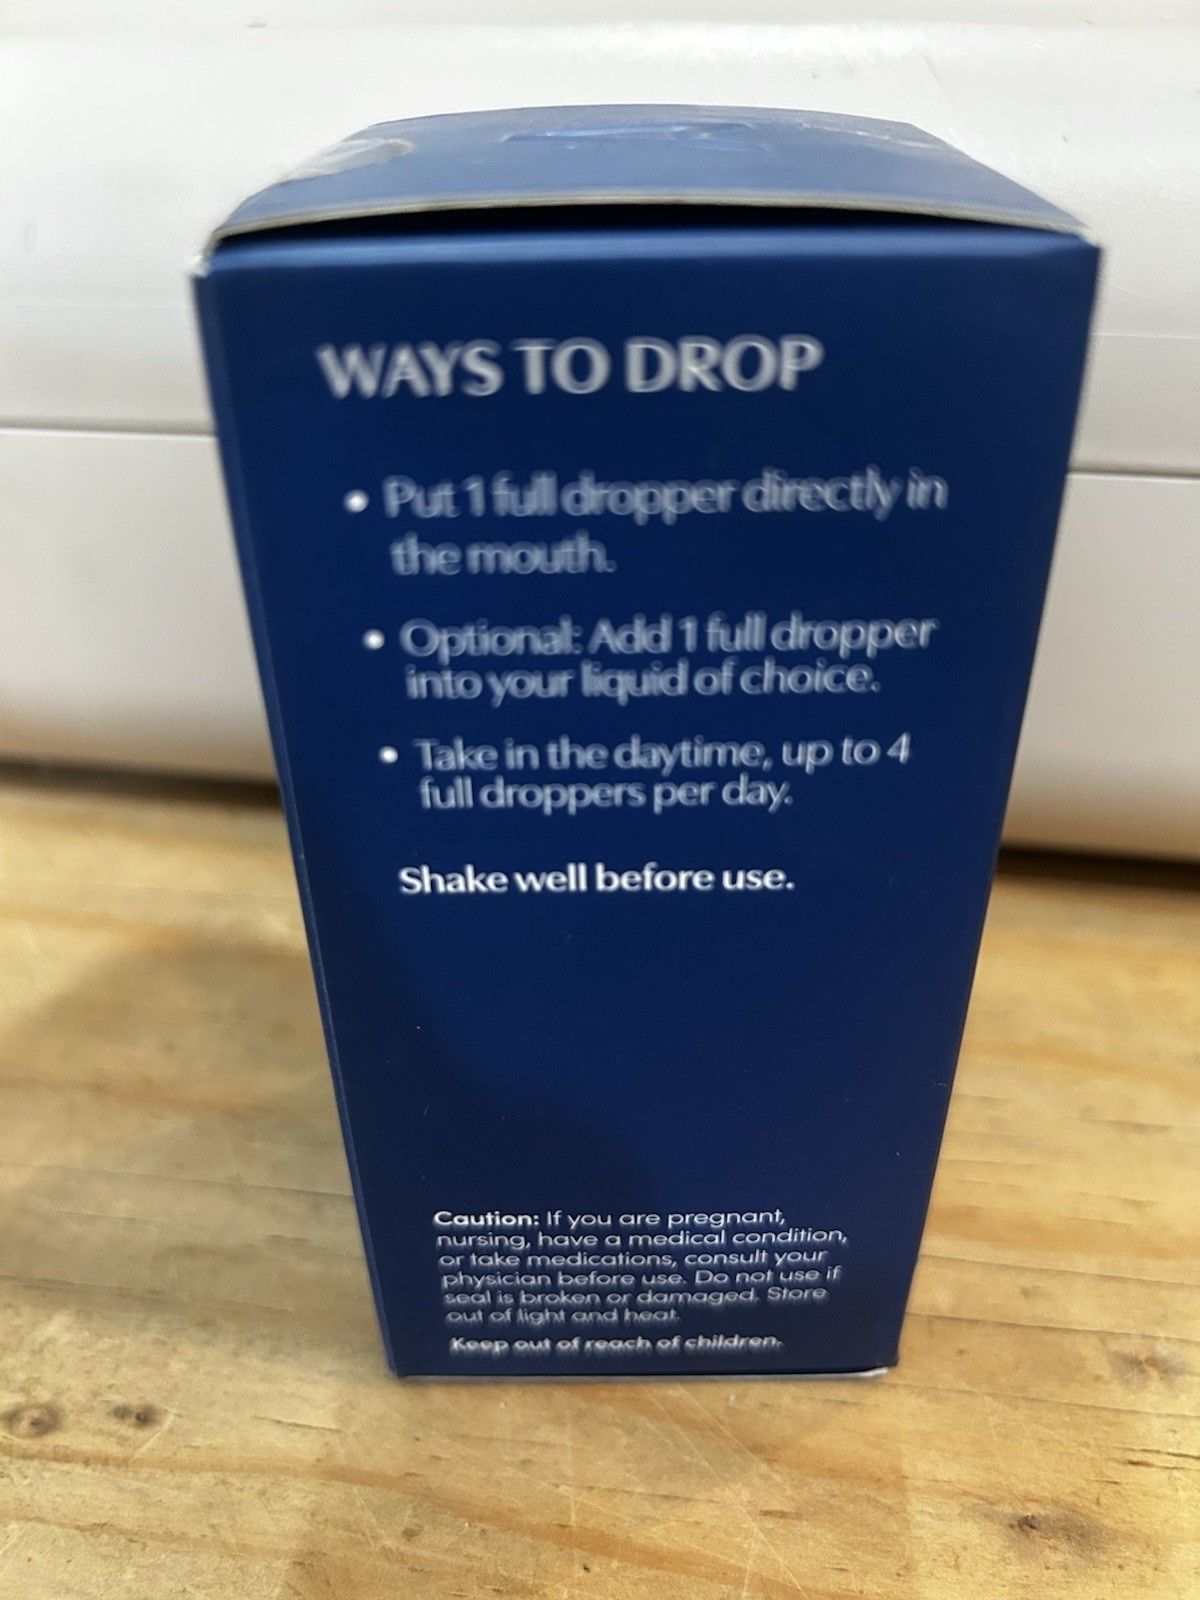 WAYS TO DROP
• Put 1 full dropper directly in
the mouth.
• Optional: Add 1 full dropper
into your liquid of choice.
• Take in the daytime, up to 4
full droppers per day.
Shake well before use.
Caution: If you are pregnant,
nursing, have a medical condition,
or take medications, consult your
physician before use. Do not use if
seal is broken or damaged. Store
out of light and heat.
Keep out of reach of children.